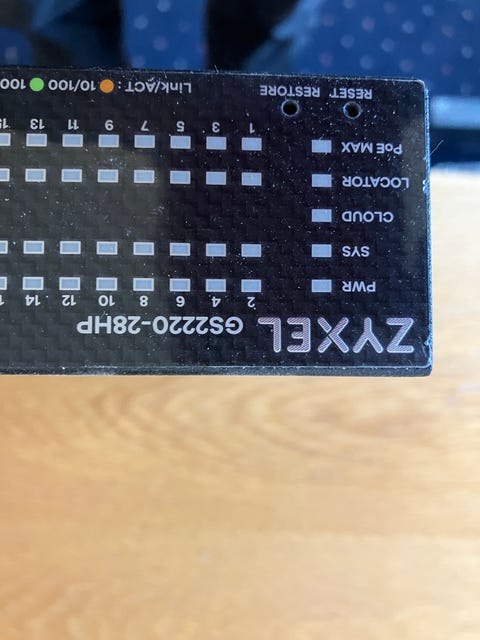 ZYXEL GS2220-28HP
2 4 6 8 10 12 14
PWR
SYS
CLOUD
LOCATOR
PoE MAX
1 3 5 7 9 11 13 15
RESET RESTORE Link/ACT : 10/100